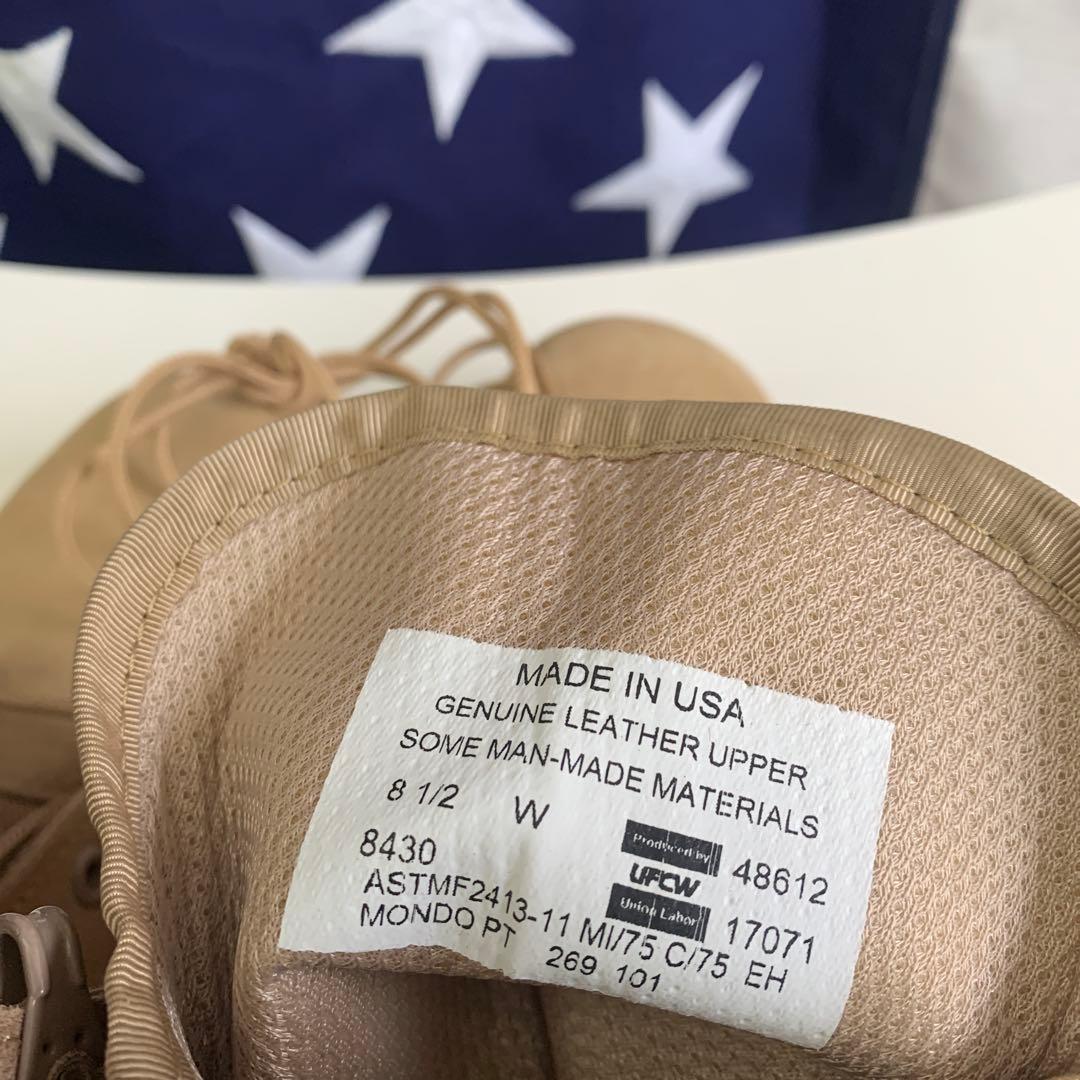 MADE IN USA
GENUINE LEATHER UPPER
SOME MAN-MADE MATERIALS
8 1/2 W
Produced by
UFCW
Union Labor
48612
8430
17071
ASTMF2413-11 MI/75 C/75 EH
MONDO PT 269 101